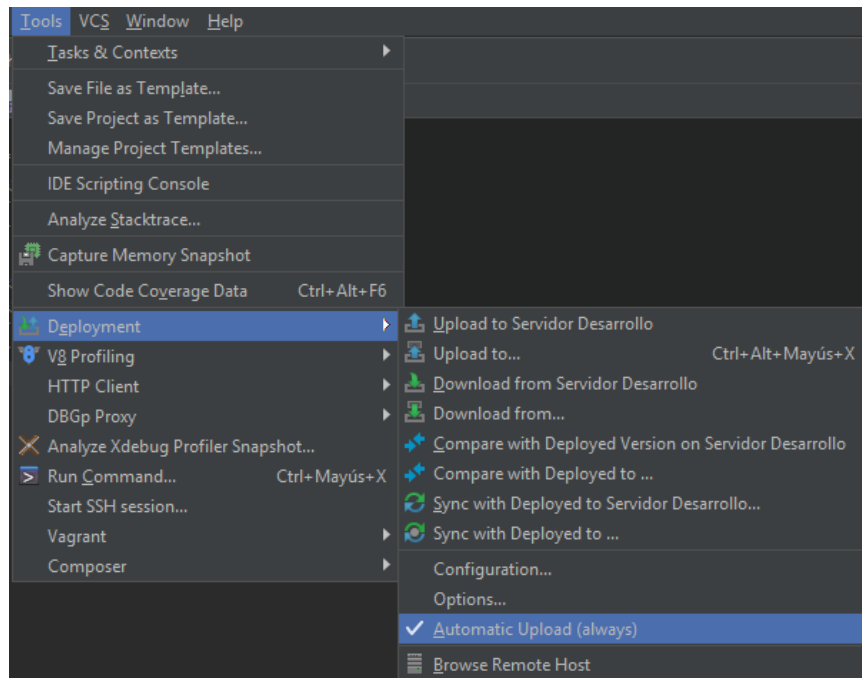 Tools VCS Window Help
Tasks & Contexts
Save File as Template...
Save Project as Template...
Manage Project Templates...
IDE Scripting Console
Analyze Stacktrace...
Capture Memory Snapshot
Show Code Coverage Data Ctrl+Alt+F6
Deployment
V8 Profiling
HTTP Client
DBGp Proxy
Analyze Xdebug Profiler Snapshot...
Run Command... Ctrl+Mayús+X
Start SSH session...
Vagrant
Composer
Upload to Servidor Desarrollo
Upload to... Ctrl+Alt+Mayús+X
Download from Servidor Desarrollo
Download from...
Compare with Deployed Version on Servidor Desarrollo
Compare with Deployed to ...
Sync with Deployed to Servidor Desarrollo...
Sync with Deployed to ...
Configuration...
Options...
Automatic Upload (always)
Browse Remote Host